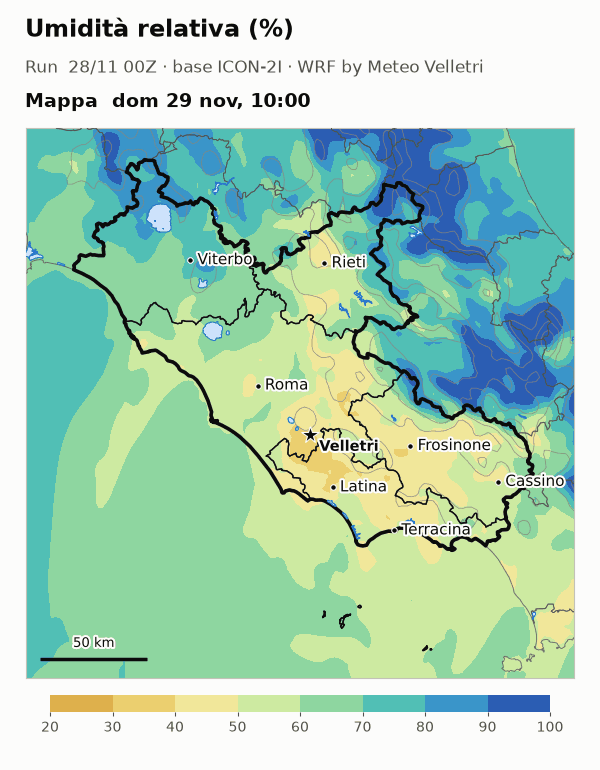 Umidità relativa (%)
Run  28/11 00Z · base ICON-2I · WRF by Meteo Velletri
Mappa  dom 29 nov, 10:00
Viterbo
Rieti
Roma
Velletri
Frosinone
Cassino
Latina
Terracina
50 km
20 30 40 50 60 70 80 90 100